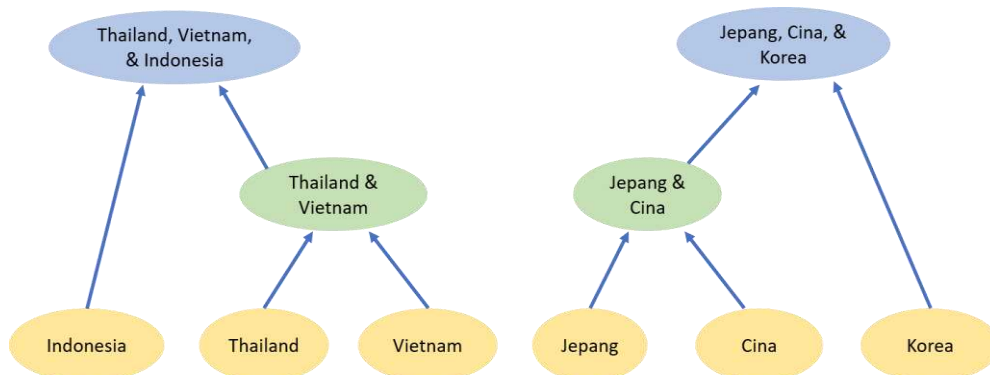 Thailand, Vietnam,
& Indonesia
Jepang, Cina, &
Korea
Thailand &
Vietnam
Jepang &
Cina
Indonesia
Thailand
Vietnam
Jepang
Cina
Korea